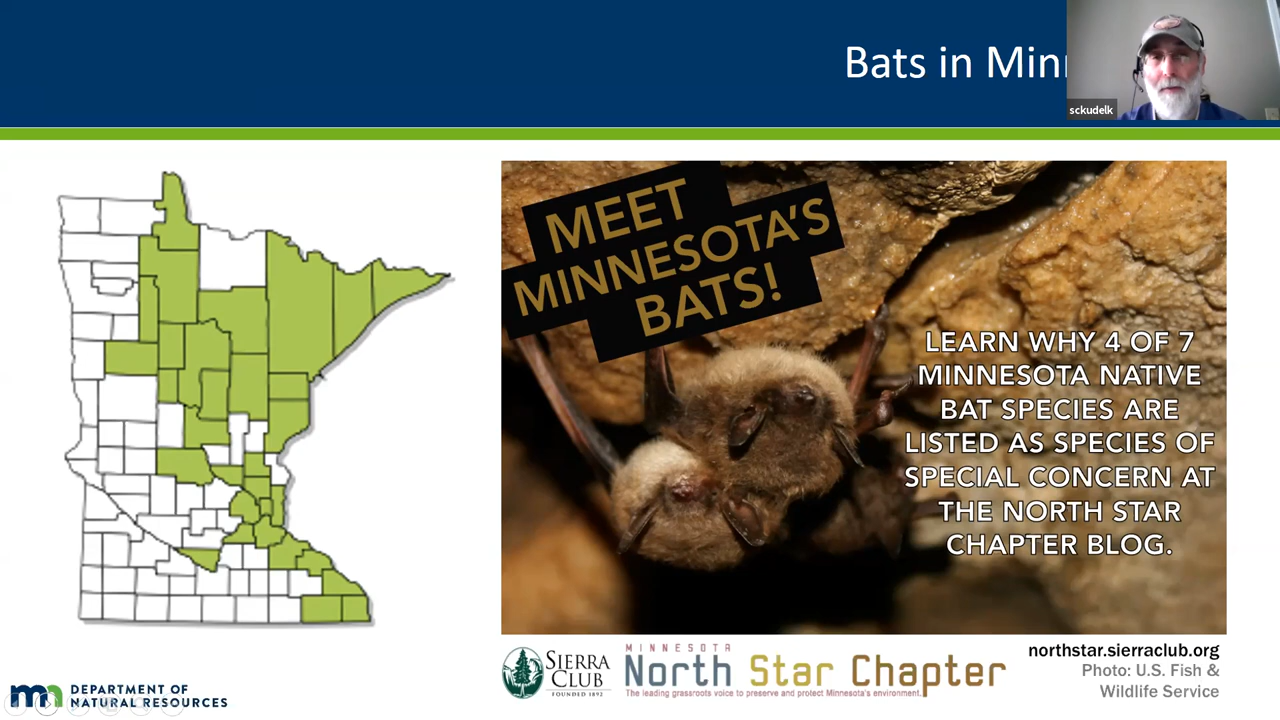 Bats in Minn
sckudelk
MEET
MINNESOTA'S
BATS!
LEARN WHY 4 OF 7
MINNESOTA NATIVE
BAT SPECIES ARE
LISTED AS SPECIES OF
SPECIAL CONCERN AT
THE NORTH STAR
CHAPTER BLOG.
SIERRA
CLUB
FOUNDED 1892
MINNESOTA
North Star Chapter
The leading grassroots voice to preserve and protect Minnesota's environment.
northstar.sierraclub.org
Photo: U.S. Fish &
Wildlife Service
mn DEPARTMENT OF
NATURAL RESOURCES